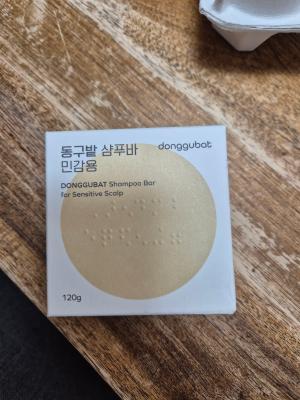 동구밭 샴푸바
민감용
donggubat
DONGGUBAT Shampoo Bar
for Sensitive Scalp
120g